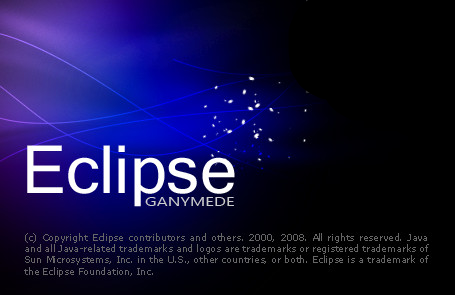 Eclipse
GANYMEDE
(c) Copyright Eclipse contributors and others. 2000, 2008. All rights reserved. Java
and all Java-related trademarks and logos are trademarks or registered trademarks of
Sun Microsystems, Inc. in the U.S., other countries, or both. Eclipse is a trademark of
the Eclipse Foundation, Inc.